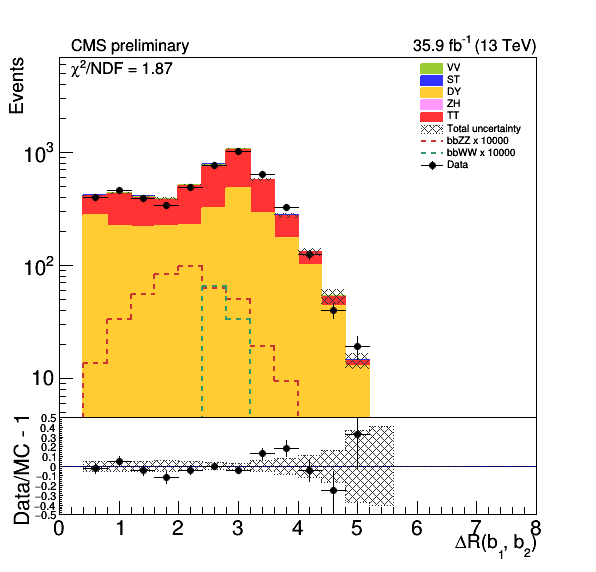 CMS preliminary 35.9 fb⁻¹ (13 TeV)
χ²/NDF = 1.87
Events
VV
ST
DY
ZH
TT
Total uncertainty
bbZZ x 10000
bbWW x 10000
Data
10³
10²
10
Data/MC - 1
0.5
0.4
0.3
0.2
0.1
0
−0.1
−0.2
−0.3
−0.4
−0.5
0 1 2 3 4 5 6 7 8
ΔR(b₁, b₂)